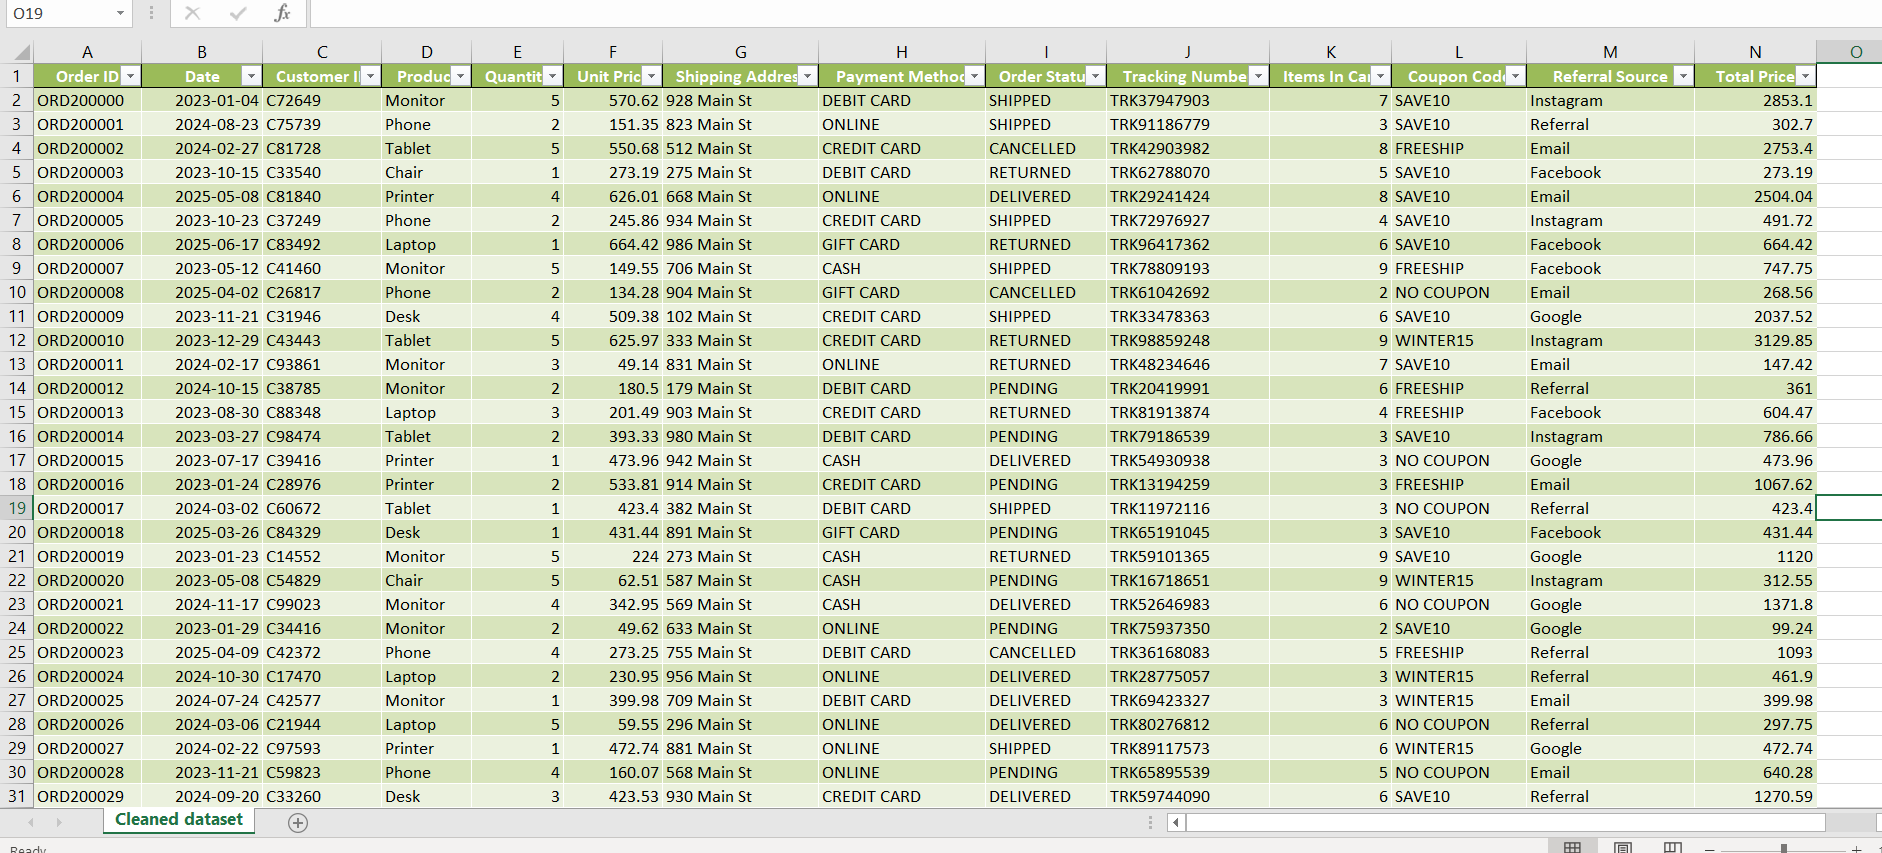 O19 fx
A B C D E F G H I J K L M N O
1 Order ID Date Customer I Produc Quantit Unit Pric Shipping Addres Payment Methoc Order Statu Tracking Numbe Items In Car Coupon Cod Referral Source Total Price
2 ORD200000 2023-01-04 C72649 Monitor 5 570.62 928 Main St DEBIT CARD SHIPPED TRK37947903 7 SAVE10 Instagram 2853.1
3 ORD200001 2024-08-23 C75739 Phone 2 151.35 823 Main St ONLINE SHIPPED TRK91186779 3 SAVE10 Referral 302.7
4 ORD200002 2024-02-27 C81728 Tablet 5 550.68 512 Main St CREDIT CARD CANCELLED TRK42903982 8 FREESHIP Email 2753.4
5 ORD200003 2023-10-15 C33540 Chair 1 273.19 275 Main St DEBIT CARD RETURNED TRK62788070 5 SAVE10 Facebook 273.19
6 ORD200004 2025-05-08 C81840 Printer 4 626.01 668 Main St ONLINE DELIVERED TRK29241424 8 SAVE10 Email 2504.04
7 ORD200005 2023-10-23 C37249 Phone 2 245.86 934 Main St CREDIT CARD SHIPPED TRK72976927 4 SAVE10 Instagram 491.72
8 ORD200006 2025-06-17 C83492 Laptop 1 664.42 986 Main St GIFT CARD RETURNED TRK96417362 6 SAVE10 Facebook 664.42
9 ORD200007 2023-05-12 C41460 Monitor 5 149.55 706 Main St CASH SHIPPED TRK78809193 9 FREESHIP Facebook 747.75
10 ORD200008 2025-04-02 C26817 Phone 2 134.28 904 Main St GIFT CARD CANCELLED TRK61042692 2 NO COUPON Email 268.56
11 ORD200009 2023-11-21 C31946 Desk 4 509.38 102 Main St CREDIT CARD SHIPPED TRK33478363 6 SAVE10 Google 2037.52
12 ORD200010 2023-12-29 C43443 Tablet 5 625.97 333 Main St CREDIT CARD RETURNED TRK98859248 9 WINTER15 Instagram 3129.85
13 ORD200011 2024-02-17 C93861 Monitor 3 49.14 831 Main St ONLINE RETURNED TRK48234646 7 SAVE10 Email 147.42
14 ORD200012 2024-10-15 C38785 Monitor 2 180.5 179 Main St DEBIT CARD PENDING TRK20419991 6 FREESHIP Referral 361
15 ORD200013 2023-08-30 C88348 Laptop 3 201.49 903 Main St CREDIT CARD RETURNED TRK81913874 4 FREESHIP Facebook 604.47
16 ORD200014 2023-03-27 C98474 Tablet 2 393.33 980 Main St DEBIT CARD PENDING TRK79186539 3 SAVE10 Instagram 786.66
17 ORD200015 2023-07-17 C39416 Printer 1 473.96 942 Main St CASH DELIVERED TRK54930938 3 NO COUPON Google 473.96
18 ORD200016 2023-01-24 C28976 Printer 2 533.81 914 Main St CREDIT CARD PENDING TRK13194259 3 FREESHIP Email 1067.62
19 ORD200017 2024-03-02 C60672 Tablet 1 423.4 382 Main St DEBIT CARD SHIPPED TRK11972116 3 NO COUPON Referral 423.4
20 ORD200018 2025-03-26 C84329 Desk 1 431.44 891 Main St GIFT CARD PENDING TRK65191045 3 SAVE10 Facebook 431.44
21 ORD200019 2023-01-23 C14552 Monitor 5 224 273 Main St CASH RETURNED TRK59101365 9 SAVE10 Google 1120
22 ORD200020 2023-05-08 C54829 Chair 5 62.51 587 Main St CASH PENDING TRK16718651 9 WINTER15 Instagram 312.55
23 ORD200021 2024-11-17 C99023 Monitor 4 342.95 569 Main St CASH DELIVERED TRK52646983 6 NO COUPON Google 1371.8
24 ORD200022 2023-01-29 C34416 Monitor 2 49.62 633 Main St ONLINE PENDING TRK75937350 2 SAVE10 Google 99.24
25 ORD200023 2025-04-09 C42372 Phone 4 273.25 755 Main St DEBIT CARD CANCELLED TRK36168083 5 FREESHIP Referral 1093
26 ORD200024 2024-10-30 C17470 Laptop 2 230.95 956 Main St ONLINE DELIVERED TRK28775057 3 WINTER15 Referral 461.9
27 ORD200025 2024-07-24 C42577 Monitor 1 399.98 709 Main St DEBIT CARD DELIVERED TRK69423327 3 WINTER15 Email 399.98
28 ORD200026 2024-03-06 C21944 Laptop 5 59.55 296 Main St ONLINE DELIVERED TRK80276812 6 NO COUPON Referral 297.75
29 ORD200027 2024-02-22 C97593 Printer 1 472.74 881 Main St ONLINE SHIPPED TRK89117573 6 WINTER15 Google 472.74
30 ORD200028 2023-11-21 C59823 Phone 4 160.07 568 Main St ONLINE PENDING TRK65895539 5 NO COUPON Email 640.28
31 ORD200029 2024-09-20 C33260 Desk 3 423.53 930 Main St CREDIT CARD DELIVERED TRK59744090 6 SAVE10 Referral 1270.59
Cleaned dataset
Ready